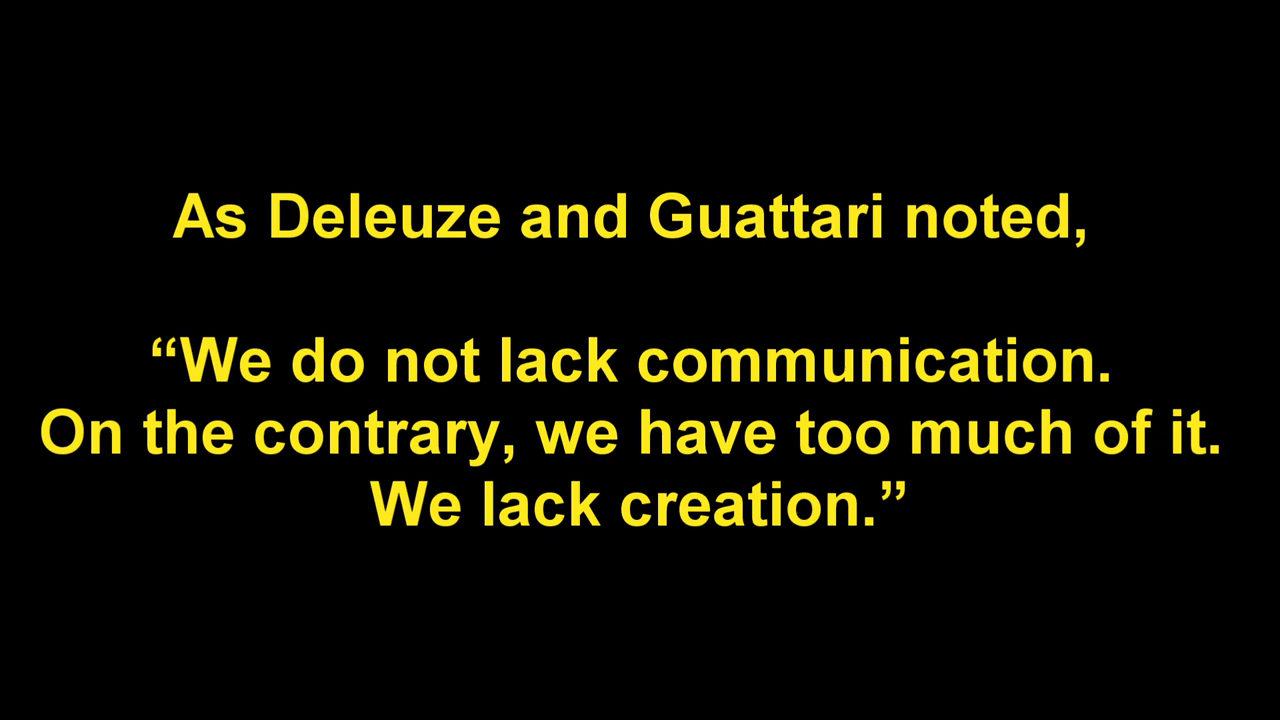 As Deleuze and Guattari noted,
“We do not lack communication.
On the contrary, we have too much of it.
We lack creation.”